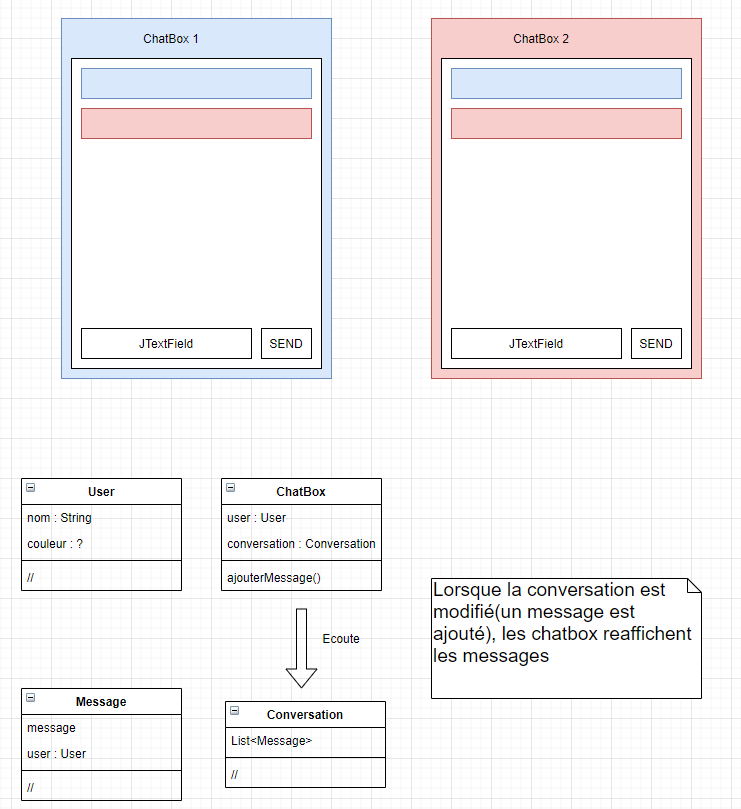 ChatBox 1
ChatBox 2
JTextField
SEND
JTextField
SEND
User
nom : String
couleur : ?
//
ChatBox
user : User
conversation : Conversation
ajouterMessage()
Ecoute
Lorsque la conversation est
modifié(un message est
ajouté), les chatbox reaffichent
les messages
Message
message
user : User
//
Conversation
List<Message>
//